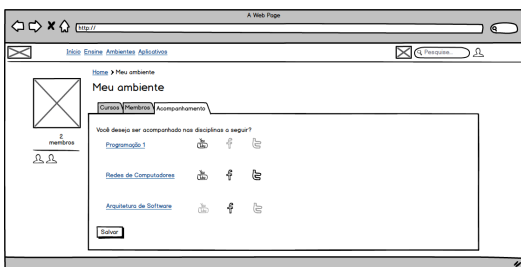 A Web Page
http://
Início Ensine Ambientes Aplicativos
Pesquise..
Home > Meu ambiente
Meu ambiente
Cursos Membros Acompanhamento
2
membros
Você deseja ser acompanhado nas disciplinas a seguir?
Programação 1
Redes de Computadores
Arquitetura de Software
Salvar